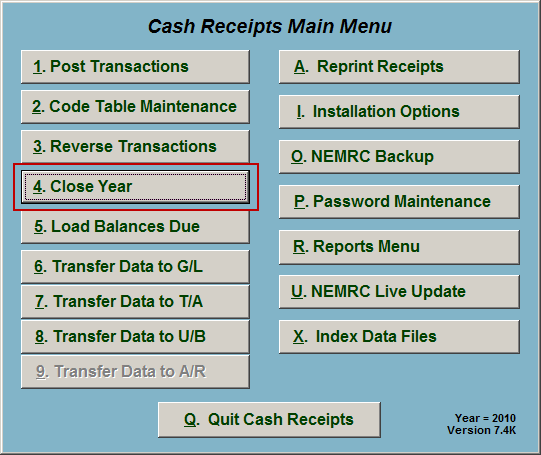 Cash Receipts Main Menu
1. Post Transactions
2. Code Table Maintenance
3. Reverse Transactions
4. Close Year
5. Load Balances Due
6. Transfer Data to G/L
7. Transfer Data to T/A
8. Transfer Data to U/B
9. Transfer Data to A/R
A. Reprint Receipts
I. Installation Options
O. NEMRC Backup
P. Password Maintenance
R. Reports Menu
U. NEMRC Live Update
X. Index Data Files
Q. Quit Cash Receipts
Year = 2010
Version 7.4K